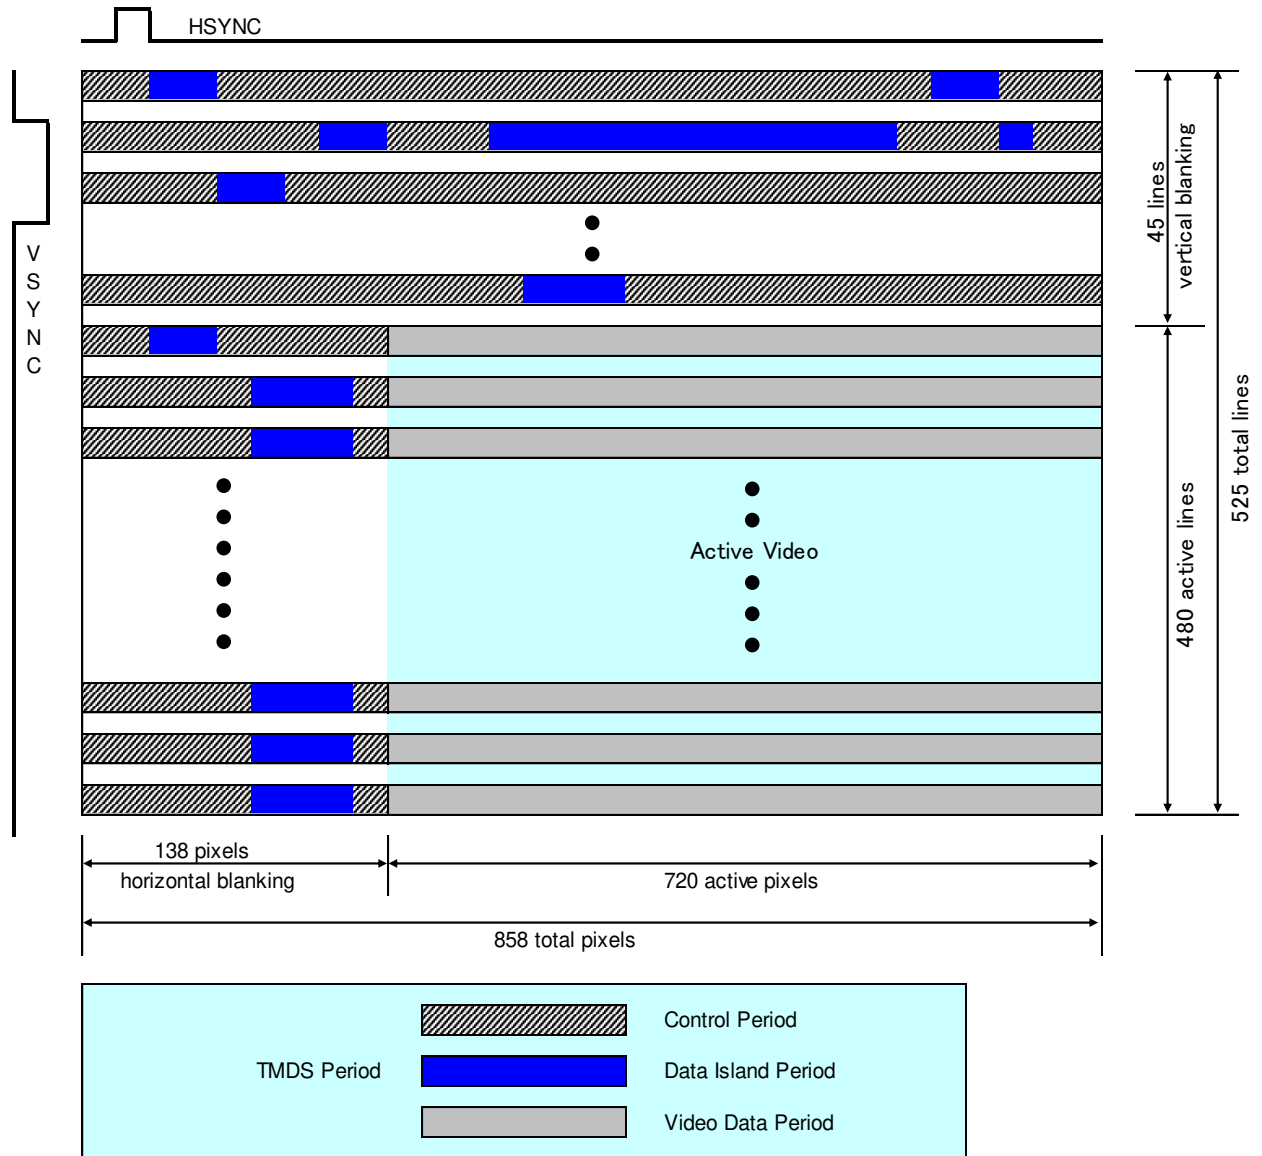 HSYNC
V
S
Y
N
C
45 lines
vertical blanking
525 total lines
480 active lines
Active Video
138 pixels
horizontal blanking
720 active pixels
858 total pixels
TMDS Period
Control Period
Data Island Period
Video Data Period